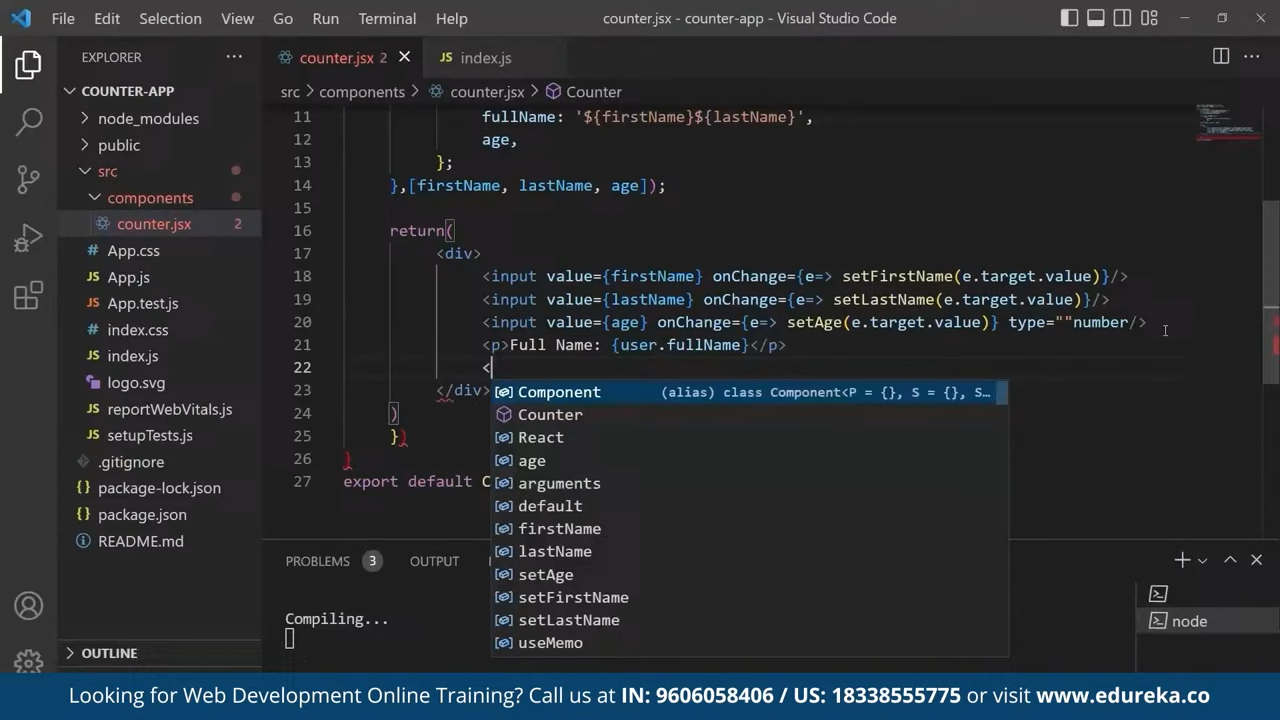 File Edit Selection View Go Run Terminal Help counter.jsx - counter-app - Visual Studio Code
EXPLORER ... counter.jsx 2 JS index.js ...
COUNTER-APP src > components > counter.jsx > Counter
node_modules
public
src
components
counter.jsx 2
# App.css
JS App.js
JS App.test.js
# index.css
JS index.js
logo.svg
JS reportWebVitals.js
JS setupTests.js
.gitignore
{} package-lock.json
{} package.json
README.md
OUTLINE
11 fullName: '${firstName}${lastName}',
12 age,
13 };
14 },[firstName, lastName, age]);
15
16 return(
17 <div>
18 <input value={firstName} onChange={e=> setFirstName(e.target.value)}/>
19 <input value={lastName} onChange={e=> setLastName(e.target.value)}/>
20 <input value={age} onChange={e=> setAge(e.target.value)} type=""number/>
21 <p>Full Name: {user.fullName}</p>
22 <
23 </div>
24 )
25 })
26 }
27 export default C
Component (alias) class Component<P = {}, S = {}, S...
Counter
React
age
arguments
default
firstName
lastName
setAge
setFirstName
setLastName
useMemo
PROBLEMS 3 OUTPUT
Compiling...
node
Looking for Web Development Online Training? Call us at IN: 9606058406 / US: 18338555775 or visit www.edureka.co